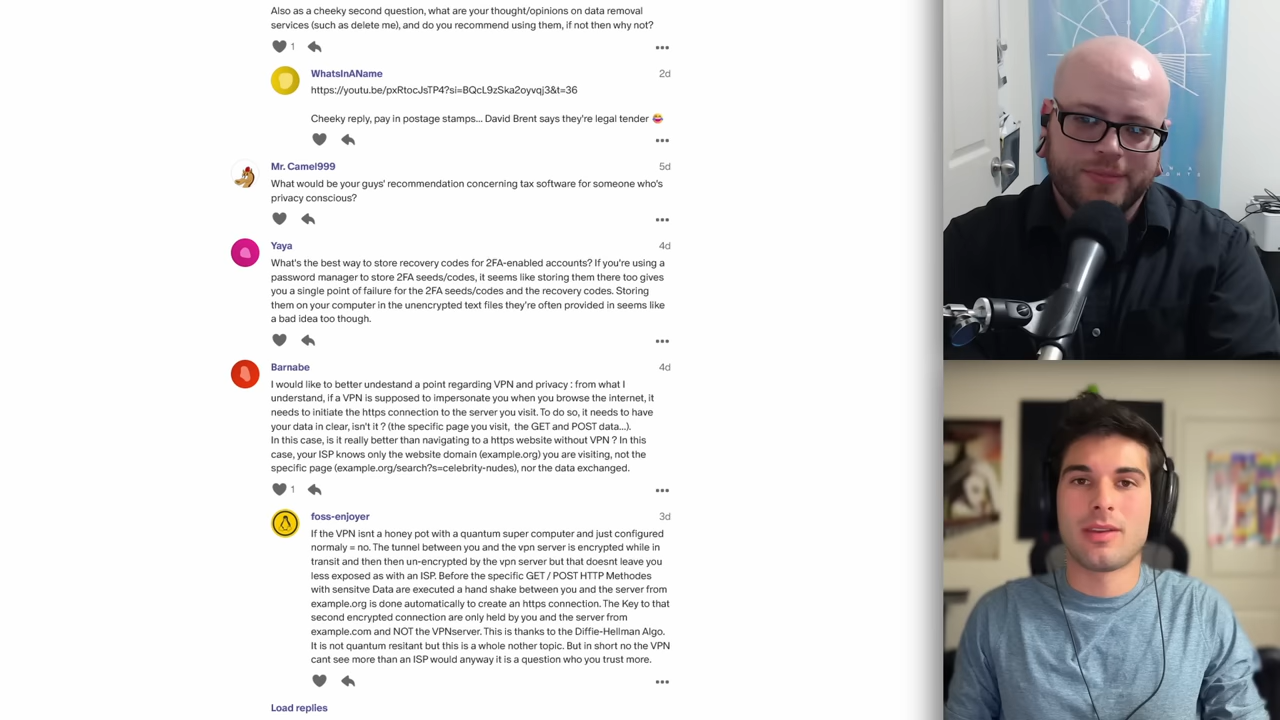 Also as a cheeky second question, what are your thought/opinions on data removal
services (such as delete me), and do you recommend using them, if not then why not?
1
WhatsInAName
2d
https://youtu.be/pxRtocJsTP4?si=BQcL9zSka2oyvqj3&t=36
Cheeky reply, pay in postage stamps... David Brent says they're legal tender 😂
Mr. Camel999
5d
What would be your guys' recommendation concerning tax software for someone who's
privacy conscious?
Yaya
4d
What's the best way to store recovery codes for 2FA-enabled accounts? If you're using a
password manager to store 2FA seeds/codes, it seems like storing them there too gives
you a single point of failure for the 2FA seeds/codes and the recovery codes. Storing
them on your computer in the unencrypted text files they're often provided in seems like
a bad idea too though.
Barnabe
4d
I would like to better undestand a point regarding VPN and privacy : from what I
understand, if a VPN is supposed to impersonate you when you browse the internet, it
needs to initiate the https connection to the server you visit. To do so, it needs to have
your data in clear, isn't it ? (the specific page you visit, the GET and POST data...).
In this case, is it really better than navigating to a https website without VPN ? In this
case, your ISP knows only the website domain (example.org) you are visiting, not the
specific page (example.org/search?s=celebrity-nudes), nor the data exchanged.
1
foss-enjoyer
3d
If the VPN isnt a honey pot with a quantum super computer and just configured
normaly = no. The tunnel between you and the vpn server is encrypted while in
transit and then then un-encrypted by the vpn server but that doesnt leave you
less exposed as with an ISP. Before the specific GET / POST HTTP Methodes
with sensitve Data are executed a hand shake between you and the server from
example.org is done automatically to create an https connection. The Key to that
second encrypted connection are only held by you and the server from
example.com and NOT the VPNserver. This is thanks to the Diffie-Hellman Algo.
It is not quantum resitant but this is a whole nother topic. But in short no the VPN
cant see more than an ISP would anyway it is a question who you trust more.
Load replies